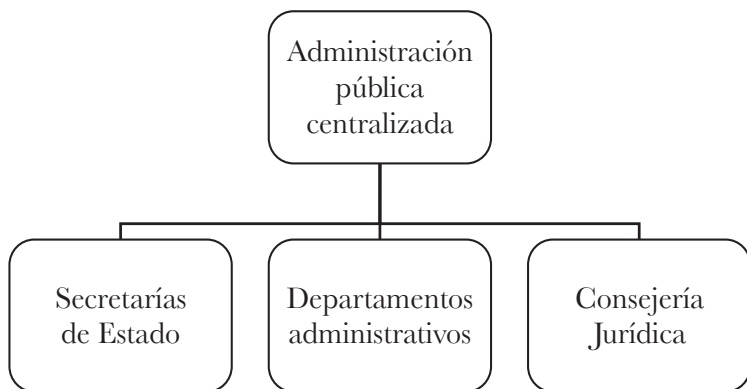 Administración
pública
centralizada
Secretarías
de Estado
Departamentos
administrativos
Consejería
Jurídica